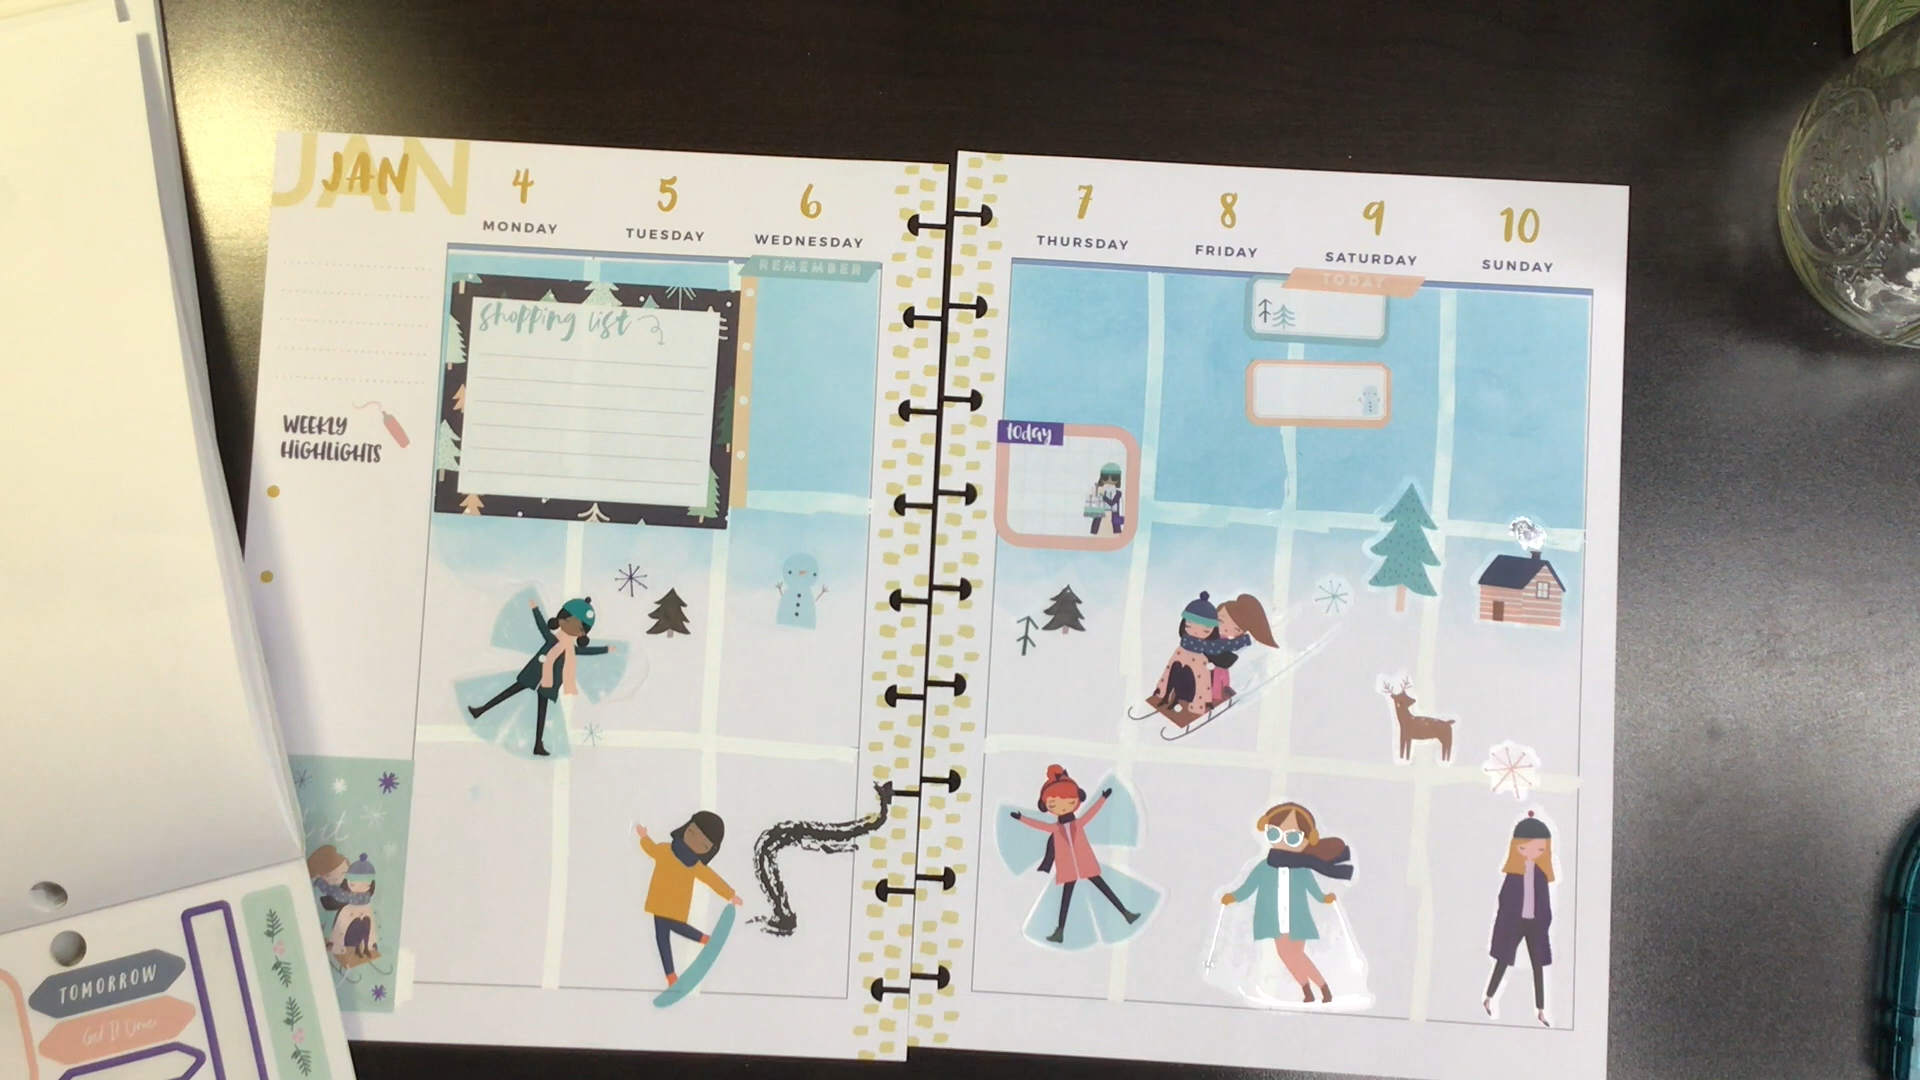 JAN
JAN
4 5 6
MONDAY TUESDAY WEDNESDAY
REMEMBER
shopping list
WEEKLY
HIGHLIGHTS
7 8 9 10
THURSDAY FRIDAY SATURDAY SUNDAY
TODAY
today
TOMORROW
Get It Done